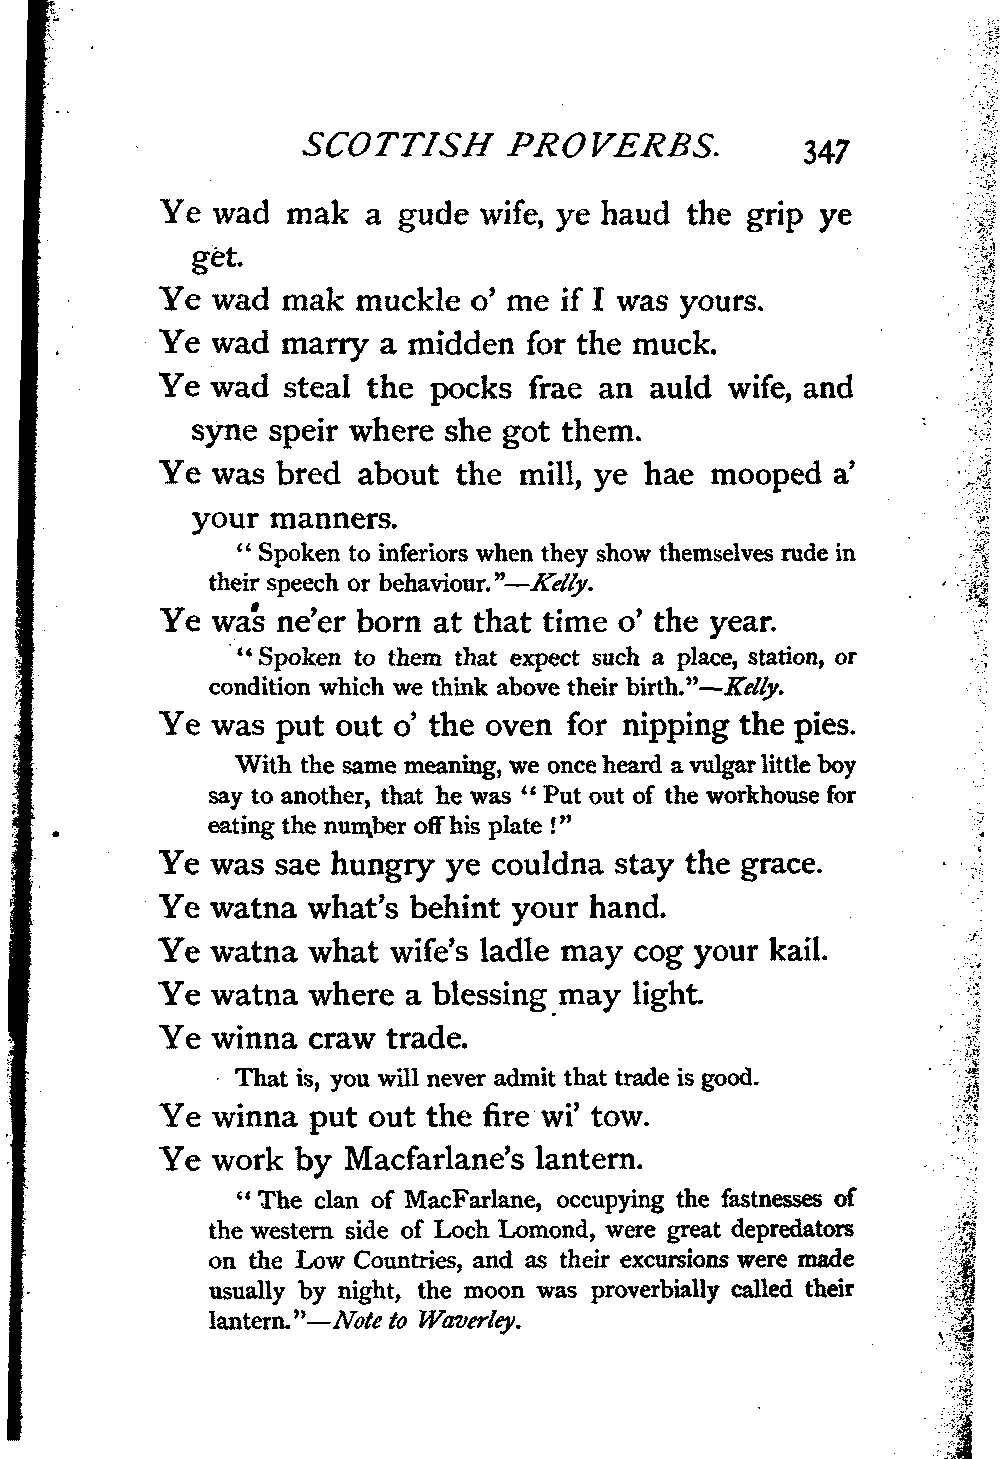 SCOTTISH PROVERBS. 347
Ye wad mak a gude wife, ye haud the grip ye
get.
Ye wad mak muckle o' me if I was yours.
Ye wad marry a midden for the muck.
Ye wad steal the pocks frae an auld wife, and
syne speir where she got them.
Ye was bred about the mill, ye hae mooped a'
your manners.
"Spoken to inferiors when they show themselves rude in
their speech or behaviour."—Kelly.
Ye was ne'er born at that time o' the year.
"Spoken to them that expect such a place, station, or
condition which we think above their birth."—Kelly.
Ye was put out o' the oven for nipping the pies.
With the same meaning, we once heard a vulgar little boy
say to another, that he was "Put out of the workhouse for
eating the number off his plate!"
Ye was sae hungry ye couldna stay the grace.
Ye watna what's behint your hand.
Ye watna what wife's ladle may cog your kail.
Ye watna where a blessing may light.
Ye winna craw trade.
That is, you will never admit that trade is good.
Ye winna put out the fire wi' tow.
Ye work by Macfarlane's lantern.
"The clan of MacFarlane, occupying the fastnesses of
the western side of Loch Lomond, were great depredators
on the Low Countries, and as their excursions were made
usually by night, the moon was proverbially called their
lantern."—Note to Waverley.